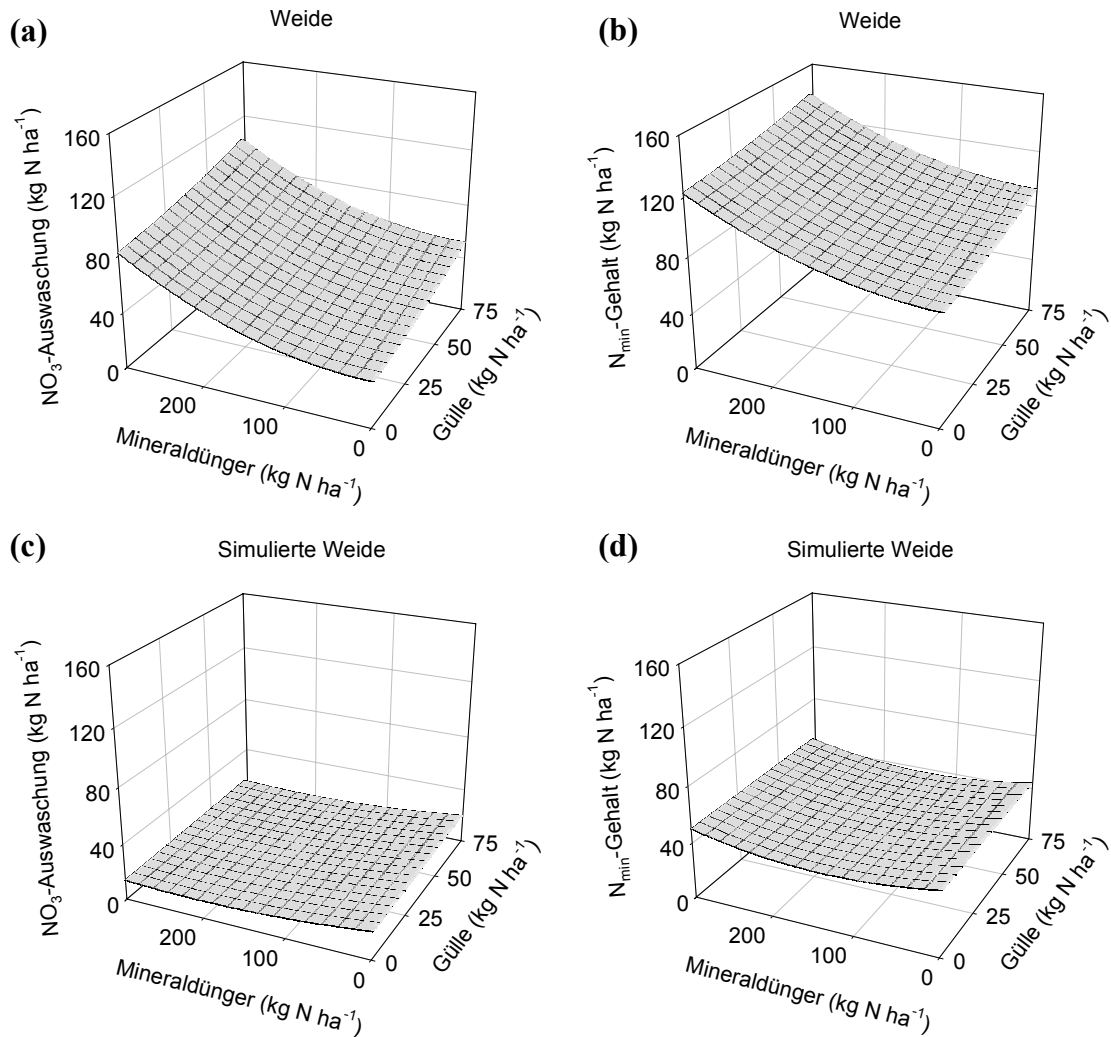 (a)
Weide
NO₃-Auswaschung (kg N ha⁻¹)
160
120
80
40
0
200
100
0
Mineraldünger (kg N ha⁻¹)
75
50
25
0
Gülle (kg N ha⁻¹)
(b)
Weide
Nmin-Gehalt (kg N ha⁻¹)
160
120
80
40
0
200
100
0
Mineraldünger (kg N ha⁻¹)
75
50
25
0
Gülle (kg N ha⁻¹)
(c)
Simulierte Weide
NO₃-Auswaschung (kg N ha⁻¹)
160
120
80
40
0
200
100
0
Mineraldünger (kg N ha⁻¹)
75
50
25
0
Gülle (kg N ha⁻¹)
(d)
Simulierte Weide
Nmin-Gehalt (kg N ha⁻¹)
160
120
80
40
0
200
100
0
Mineraldünger (kg N ha⁻¹)
75
50
25
0
Gülle (kg N ha⁻¹)